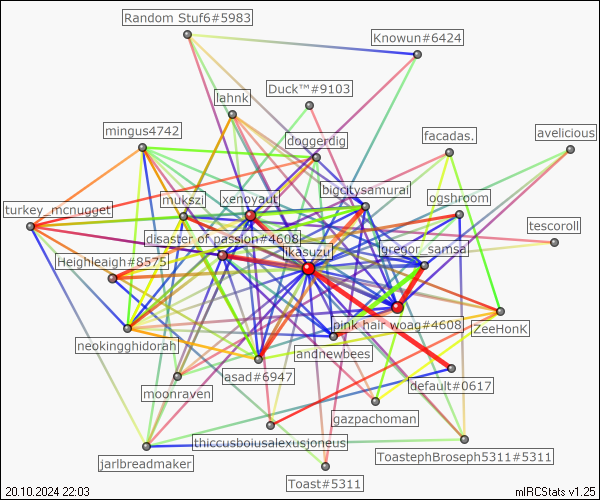 Random Stuf6#5983
Knowun#6424
Duck™#9103
lahnk
mingus4742
doggerdig
facadas.
avelicious
mukszi
xenoyaut
bigcitysamurai
ogshroom
turkey_mcnugget
disaster of passion#4608
ikasuzu
gregor_samsa
tescoroll
Heighleaigh#8575
pink hair woag#4608
ZeeHonK
neokingghidorah
andnewbees
asad#6947
default#0617
moonraven
gazpachoman
thiccusboiusalexusjoneus
ToastephBroseph5311#5311
jarlbreadmaker
Toast#5311
20.10.2024 22:03
mIRCStats v1.25